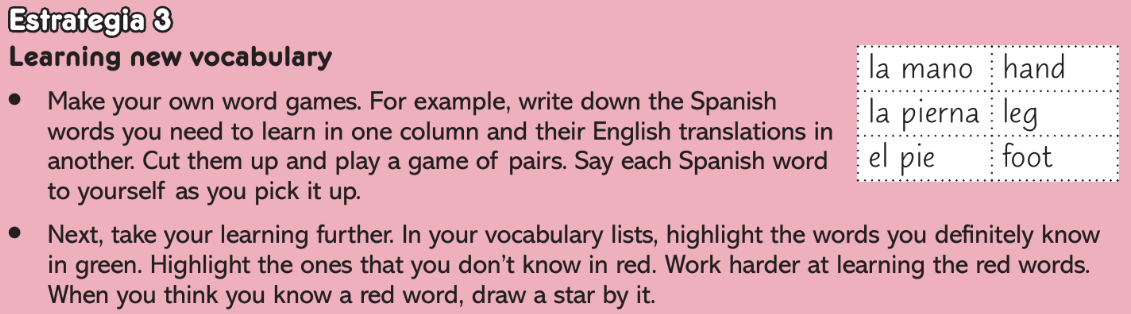 Estrategia 3
Learning new vocabulary
• Make your own word games. For example, write down the Spanish
words you need to learn in one column and their English translations in
another. Cut them up and play a game of pairs. Say each Spanish word
to yourself as you pick it up.
la mano hand
la pierna leg
el pie foot
• Next, take your learning further. In your vocabulary lists, highlight the words you definitely know
in green. Highlight the ones that you don't know in red. Work harder at learning the red words.
When you think you know a red word, draw a star by it.